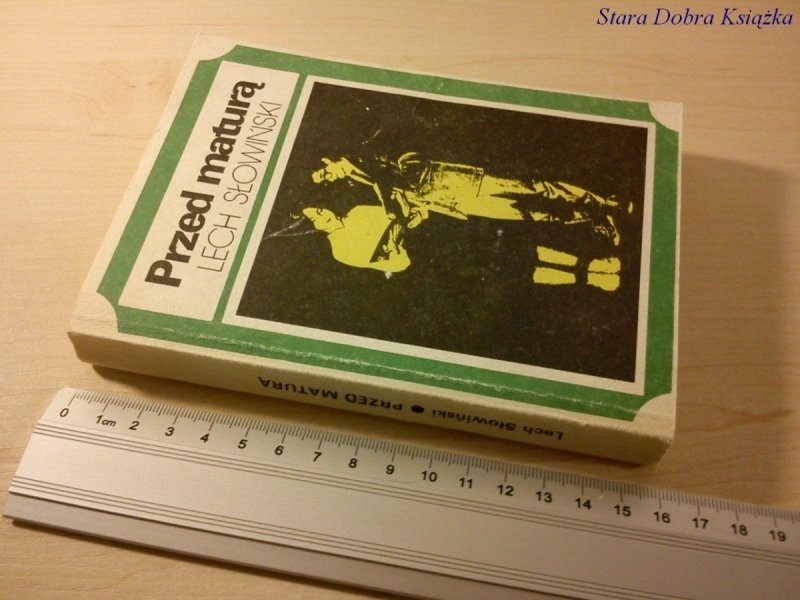 Stara Dobra Książka
Przed maturą
LECH SŁOWIŃSKI
Lech Słowiński ● PRZED MATURĄ
0 1cm 2 3 4 5 6 7 8 9 10 11 12 13 14 15 16 17 18 19